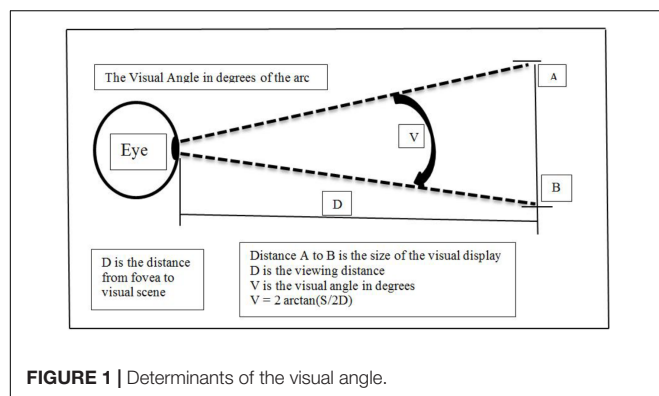 The Visual Angle in degrees of the arc
A
Eye
V
B
D
D is the distance
from fovea to
visual scene
Distance A to B is the size of the visual display
D is the viewing distance
V is the visual angle in degrees
V = 2 arctan(S/2D)
FIGURE 1 | Determinants of the visual angle.